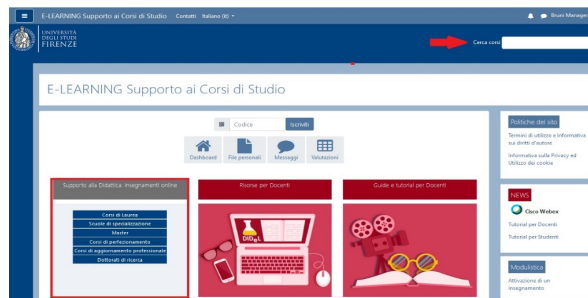 E-LEARNING Supporto ai Corsi di Studio Contatti Italiano (it)
Bruni Manager
UNIVERSITÀ
DEGLI STUDI
FIRENZE
Cerca corsi
E-LEARNING Supporto ai Corsi di Studio
Codice Iscriviti
Dashboard File personali Messaggi Valutazioni
Supporto alla Didattica: insegnamenti online
Corsi di Laurea
Scuole di specializzazione
Master
Corsi di perfezionamento
Corsi di aggiornamento professionale
Dottorati di ricerca
Risorse per Docenti
DIDeL
Guide e tutorial per Docenti
Politiche del sito
Termini di utilizzo e Informativa
sui diritti d'autore
Informativa sulla Privacy ed
Utilizzo dei cookie
NEWS
Cisco Webex
Tutorial per Docenti
Tutorial per Studenti
Modulistica
Attivazione di un
insegnamento